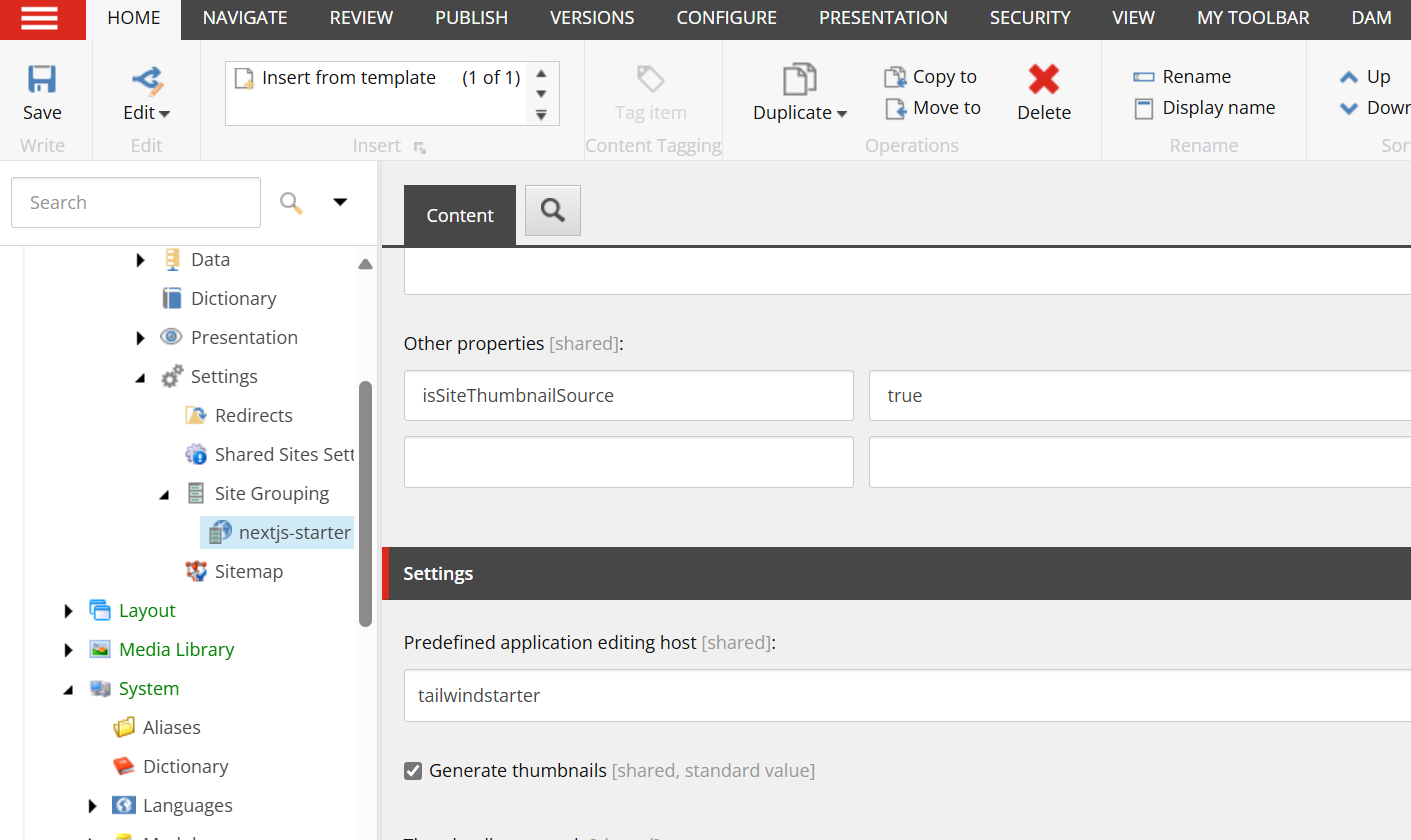 HOME NAVIGATE REVIEW PUBLISH VERSIONS CONFIGURE PRESENTATION SECURITY VIEW MY TOOLBAR DAM
Save
Write
Edit
Edit
Insert from template (1 of 1)
Insert
Tag item
Content Tagging
Duplicate
Copy to
Move to
Delete
Operations
Rename
Display name
Rename
Up
Down
Sor
Search
Data
Dictionary
Presentation
Settings
Redirects
Shared Sites Sett
Site Grouping
nextjs-starter
Sitemap
Layout
Media Library
System
Aliases
Dictionary
Languages
Content
Other properties [shared]:
isSiteThumbnailSource true
Settings
Predefined application editing host [shared]:
tailwindstarter
Generate thumbnails [shared, standard value]